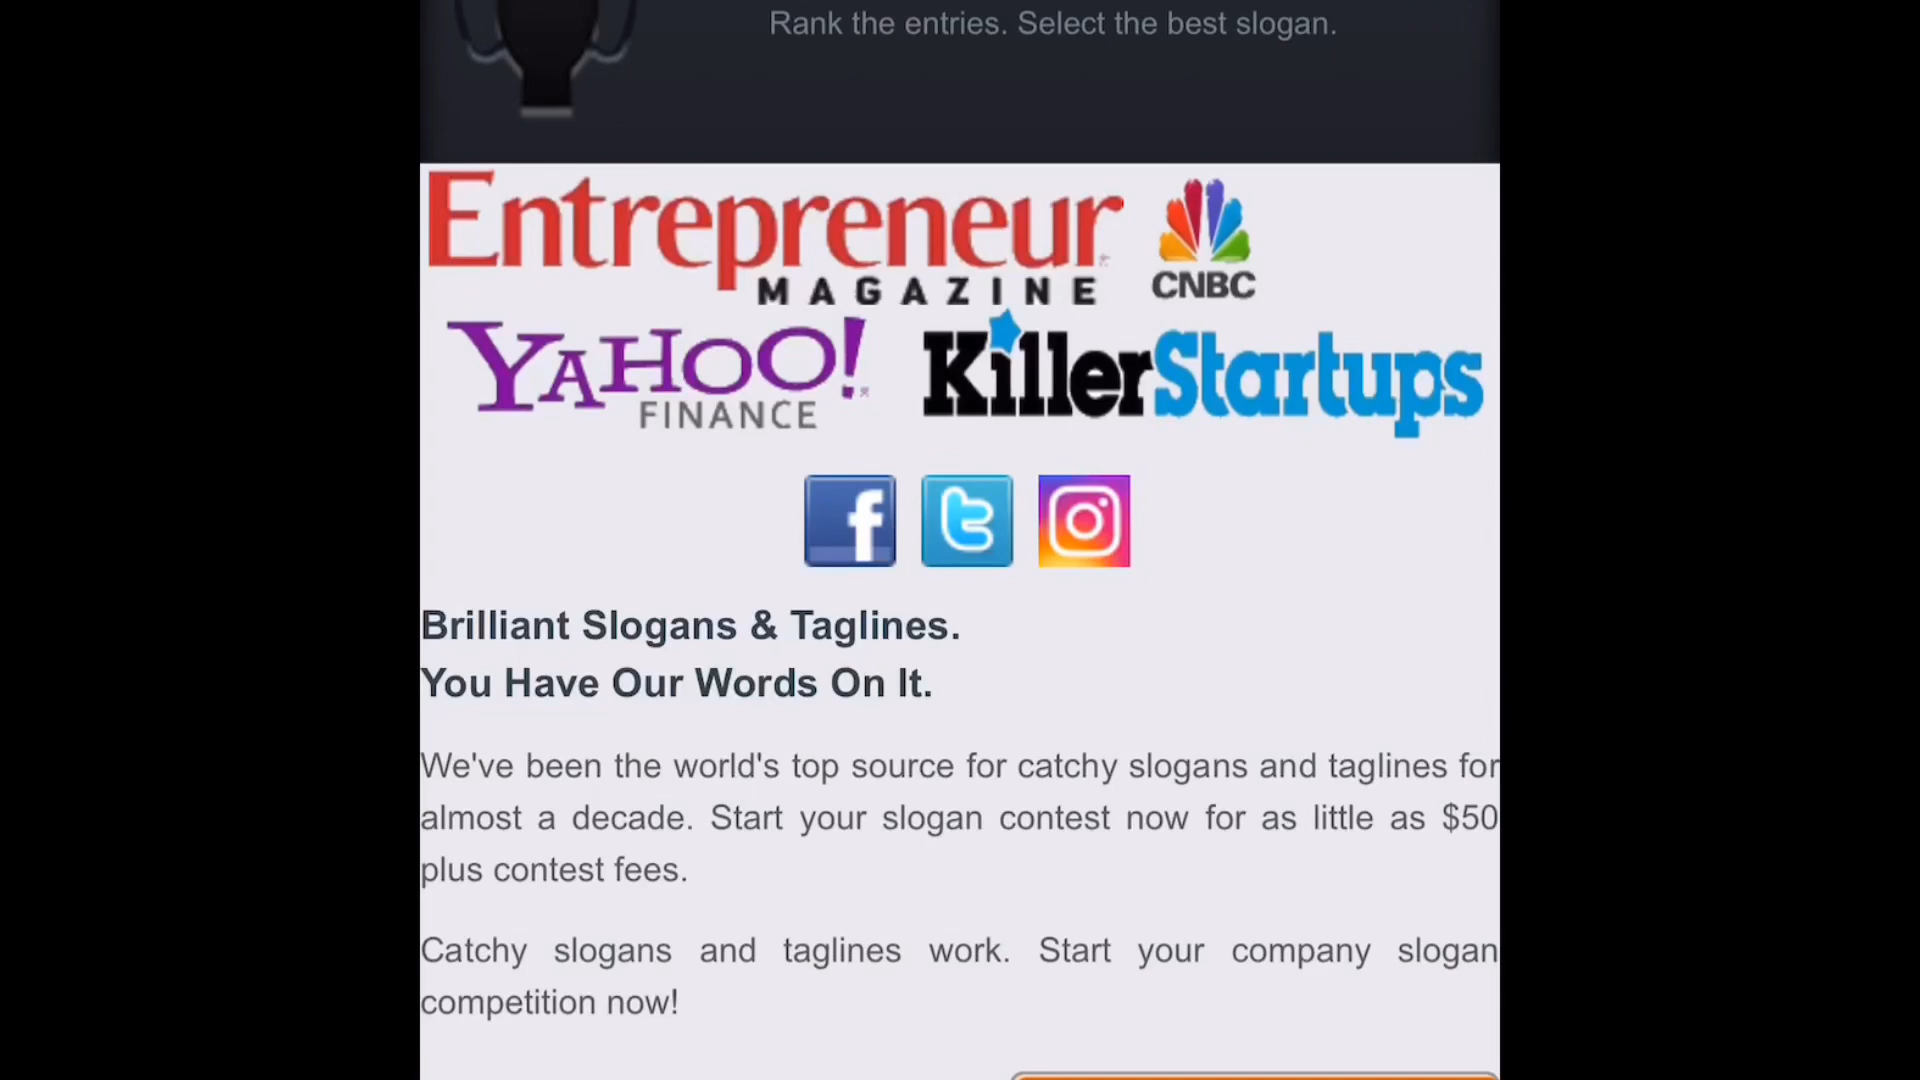 Rank the entries. Select the best slogan.
Entrepreneur
MAGAZINE
CNBC
YAHOO!
FINANCE
KillerStartups
Brilliant Slogans & Taglines.
You Have Our Words On It.
We've been the world's top source for catchy slogans and taglines for
almost a decade. Start your slogan contest now for as little as $50
plus contest fees.
Catchy slogans and taglines work. Start your company slogan
competition now!